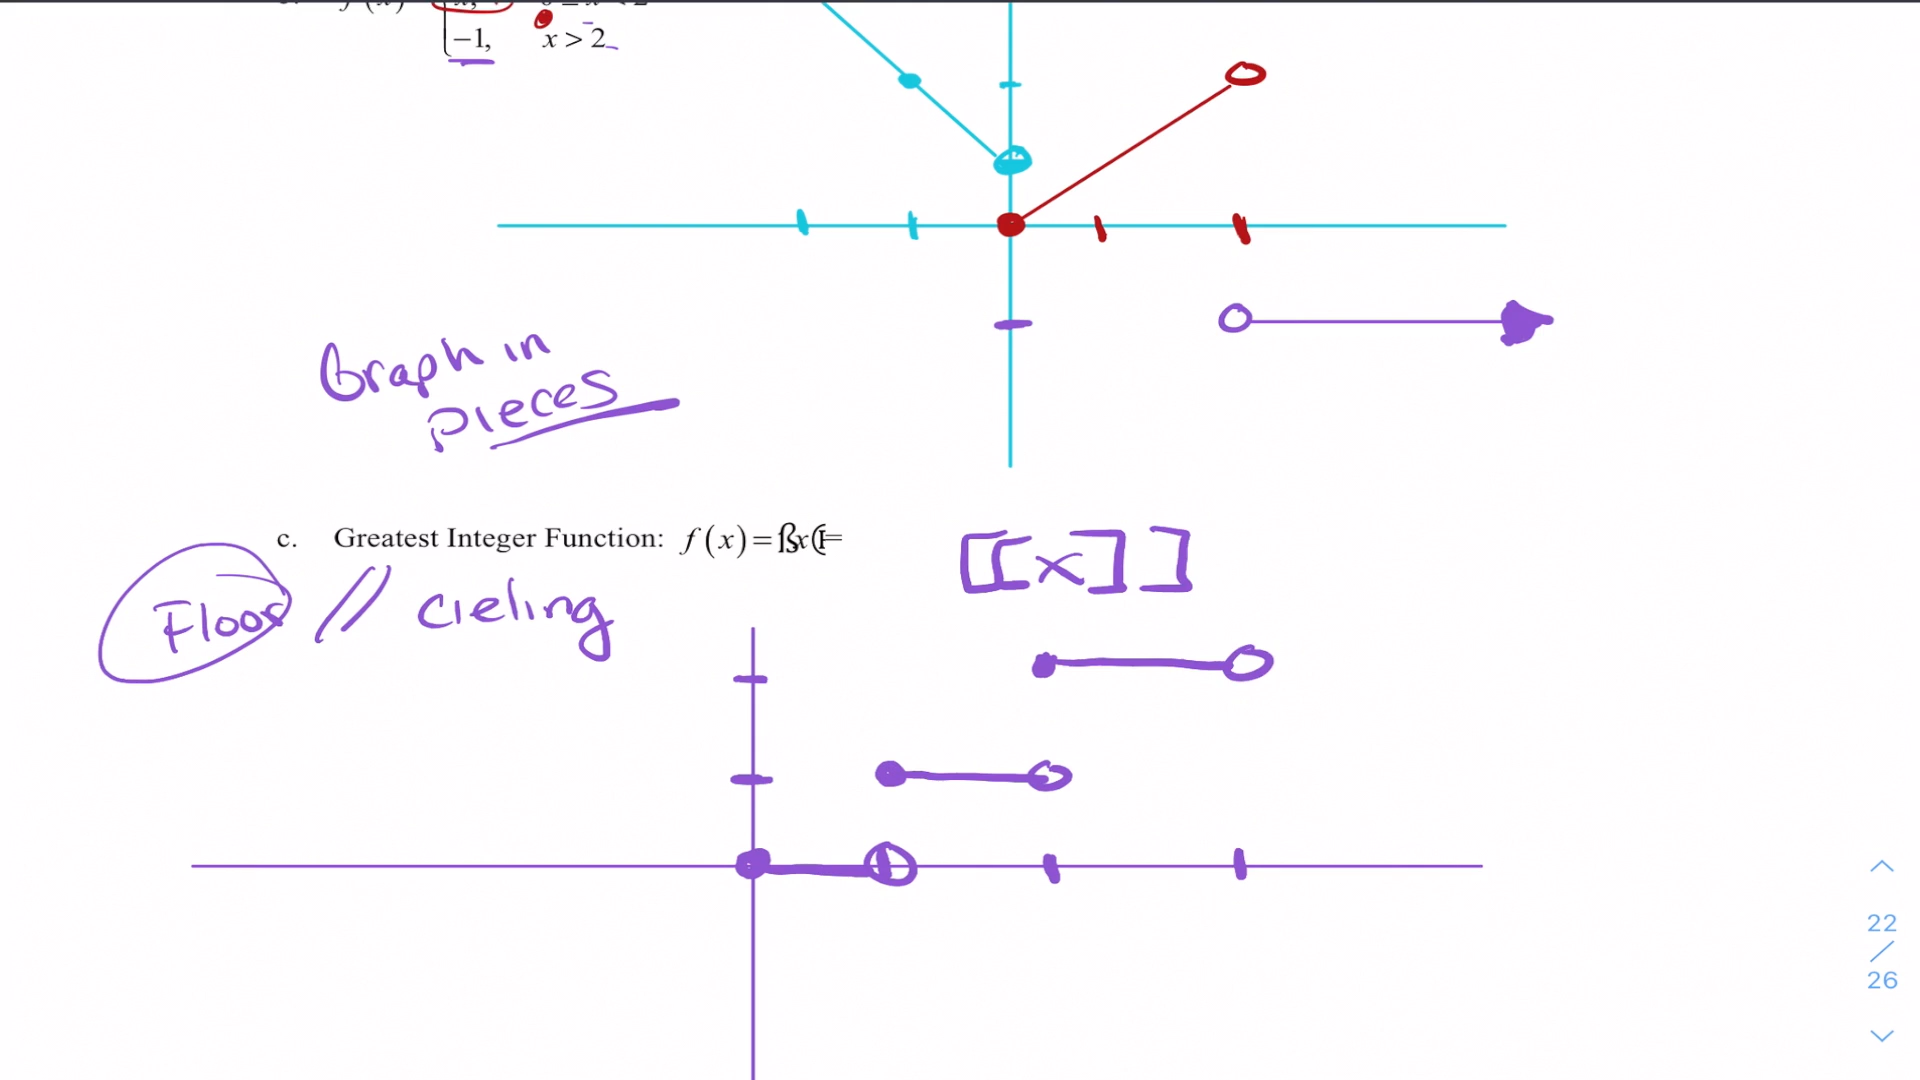 −1, x > 2
Graph in
pieces
c. Greatest Integer Function: f(x)=
[[x]]
Floor // cieling
22
/
26